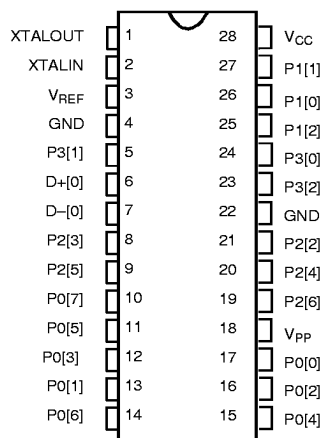 XTALOUT 1 28 VCC
XTALIN 2 27 P1[1]
VREF 3 26 P1[0]
GND 4 25 P1[2]
P3[1] 5 24 P3[0]
D+[0] 6 23 P3[2]
D–[0] 7 22 GND
P2[3] 8 21 P2[2]
P2[5] 9 20 P2[4]
P0[7] 10 19 P2[6]
P0[5] 11 18 VPP
P0[3] 12 17 P0[0]
P0[1] 13 16 P0[2]
P0[6] 14 15 P0[4]